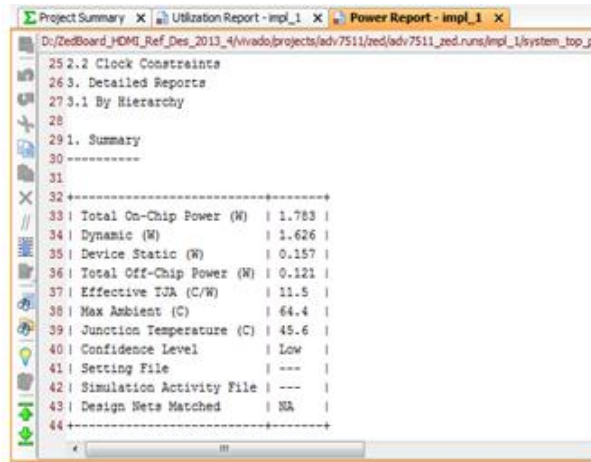 Σ Project Summary × Utilization Report - impl_1 × Power Report - impl_1 ×
D:/ZedBoard_HDMI_Ref_Des_2013_4/vivado/projects/adv7511/zed/adv7511_zed.runs/impl_1/system_top_p
25 2.2 Clock Constraints
26 3. Detailed Reports
27 3.1 By Hierarchy
28
29 1. Summary
30 ----------
31
32 +--------------------------+-------+
33 | Total On-Chip Power (W) | 1.783 |
34 | Dynamic (W) | 1.626 |
35 | Device Static (W) | 0.157 |
36 | Total Off-Chip Power (W) | 0.121 |
37 | Effective TJA (C/W) | 11.5 |
38 | Max Ambient (C) | 64.4 |
39 | Junction Temperature (C) | 45.6 |
40 | Confidence Level | Low |
41 | Setting File | --- |
42 | Simulation Activity File | --- |
43 | Design Nets Matched | NA |
44 +--------------------------+-------+